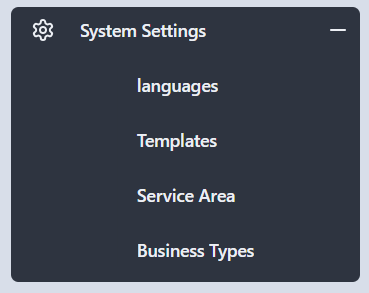 System Settings
languages
Templates
Service Area
Business Types